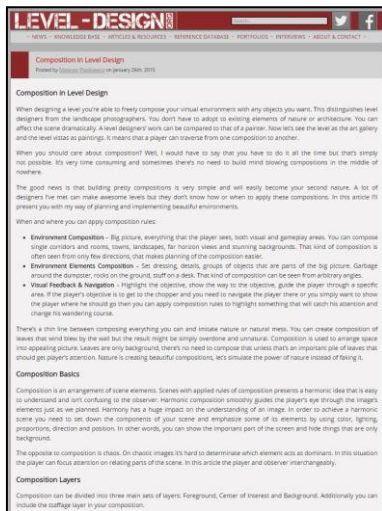 LEVEL-DESIGN
Search...
NEWS • KNOWLEDGE BASE • ARTICLES & RESOURCES • REFERENCE DATABASE • PORTFOLIOS • INTERVIEWS • ABOUT & CONTACT
Composition in Level Design
Posted by Mateusz Piaskiewicz on January 26th, 2015
Composition in Level Design
When designing a level you're able to freely compose your virtual environment with any objects you want. This distinguishes level
designers from the landscape photographers. You don't have to adopt to existing elements of nature or architecture. You can
affect the scene dramatically. A level designers' work can be compared to that of a painter. Now let's see the level as the art gallery
and the level vistas as paintings. It means that a player can traverse from one composition to another.
When you should care about composition? Well, I would have to say that you have to do it all the time but that's simply
not possible. It's very time consuming and sometimes there's no need to build mind blowing compositions in the middle of
nowhere.
The good news is that building pretty compositions is very simple and will easily become your second nature. A lot of
designers I've met can make awesome levels but they don't know how or when to apply these compositions. In this article I'll
present you with my way of planning and implementing beautiful environments.
When and where you can apply composition rules:
• Environment Composition – Big picture, everything that the player sees, both visual and gameplay areas. You can compose
single corridors and rooms, towns, landscapes, far horizon views and stunning backgrounds. That kind of composition is
often seen from only few directions, that makes planning of the composition easier.
• Environment Elements Composition – Set dressing, details, groups of objects that are parts of the big picture. Garbage
around the dumpster, rocks on the ground, stuff on a desk. That kind of composition can be seen from arbitrary angles.
• Visual Feedback & Navigation – Highlight the objective, show the way to the objective, guide the player through a specific
area. If the player's objective is to get to the chopper and you need to navigate the player there or you simply want to show
the player where he should go then you can apply composition rules to highlight something that will catch his attention and
change his wandering course.
There's a thin line between composing everything you can and imitate nature or natural mess. You can create composition of
leaves that wind blew by the wall but the result might be simply overdone and unnatural. Composition is used to arrange space
into appealing picture. Leaves are only background, there's no need to compose that unless that's an important pile of leaves that
should get player's attention. Nature is creating beautiful compositions, let's simulate the power of nature instead of faking it.
Composition Basics
Composition is an arrangement of scene elements. Scenes with applied rules of composition presents a harmonic idea that is easy
to understand and isn't confusing to the observer. Harmonic composition smoothly guides the player's eye through the image's
elements just as we planned. Harmony has a huge impact on the understanding of an image. In order to achieve a harmonic
scene you need to set down the components of your scene and emphasize some of its elements by using color, lighting,
proportions, direction and position. In other words, you can show the important part of the screen and hide things that are only
background.
The opposite to composition is chaos. On chaotic images it's hard to determine which element acts as dominant. In this situation
the player can focus attention on relating parts of the scene. In this article the player and observer interchangeably.
Composition Layers
Composition can be divided into three main sets of layers: Foreground, Center of Interest and Background. Additionally you can
include the staffage layer in your composition.